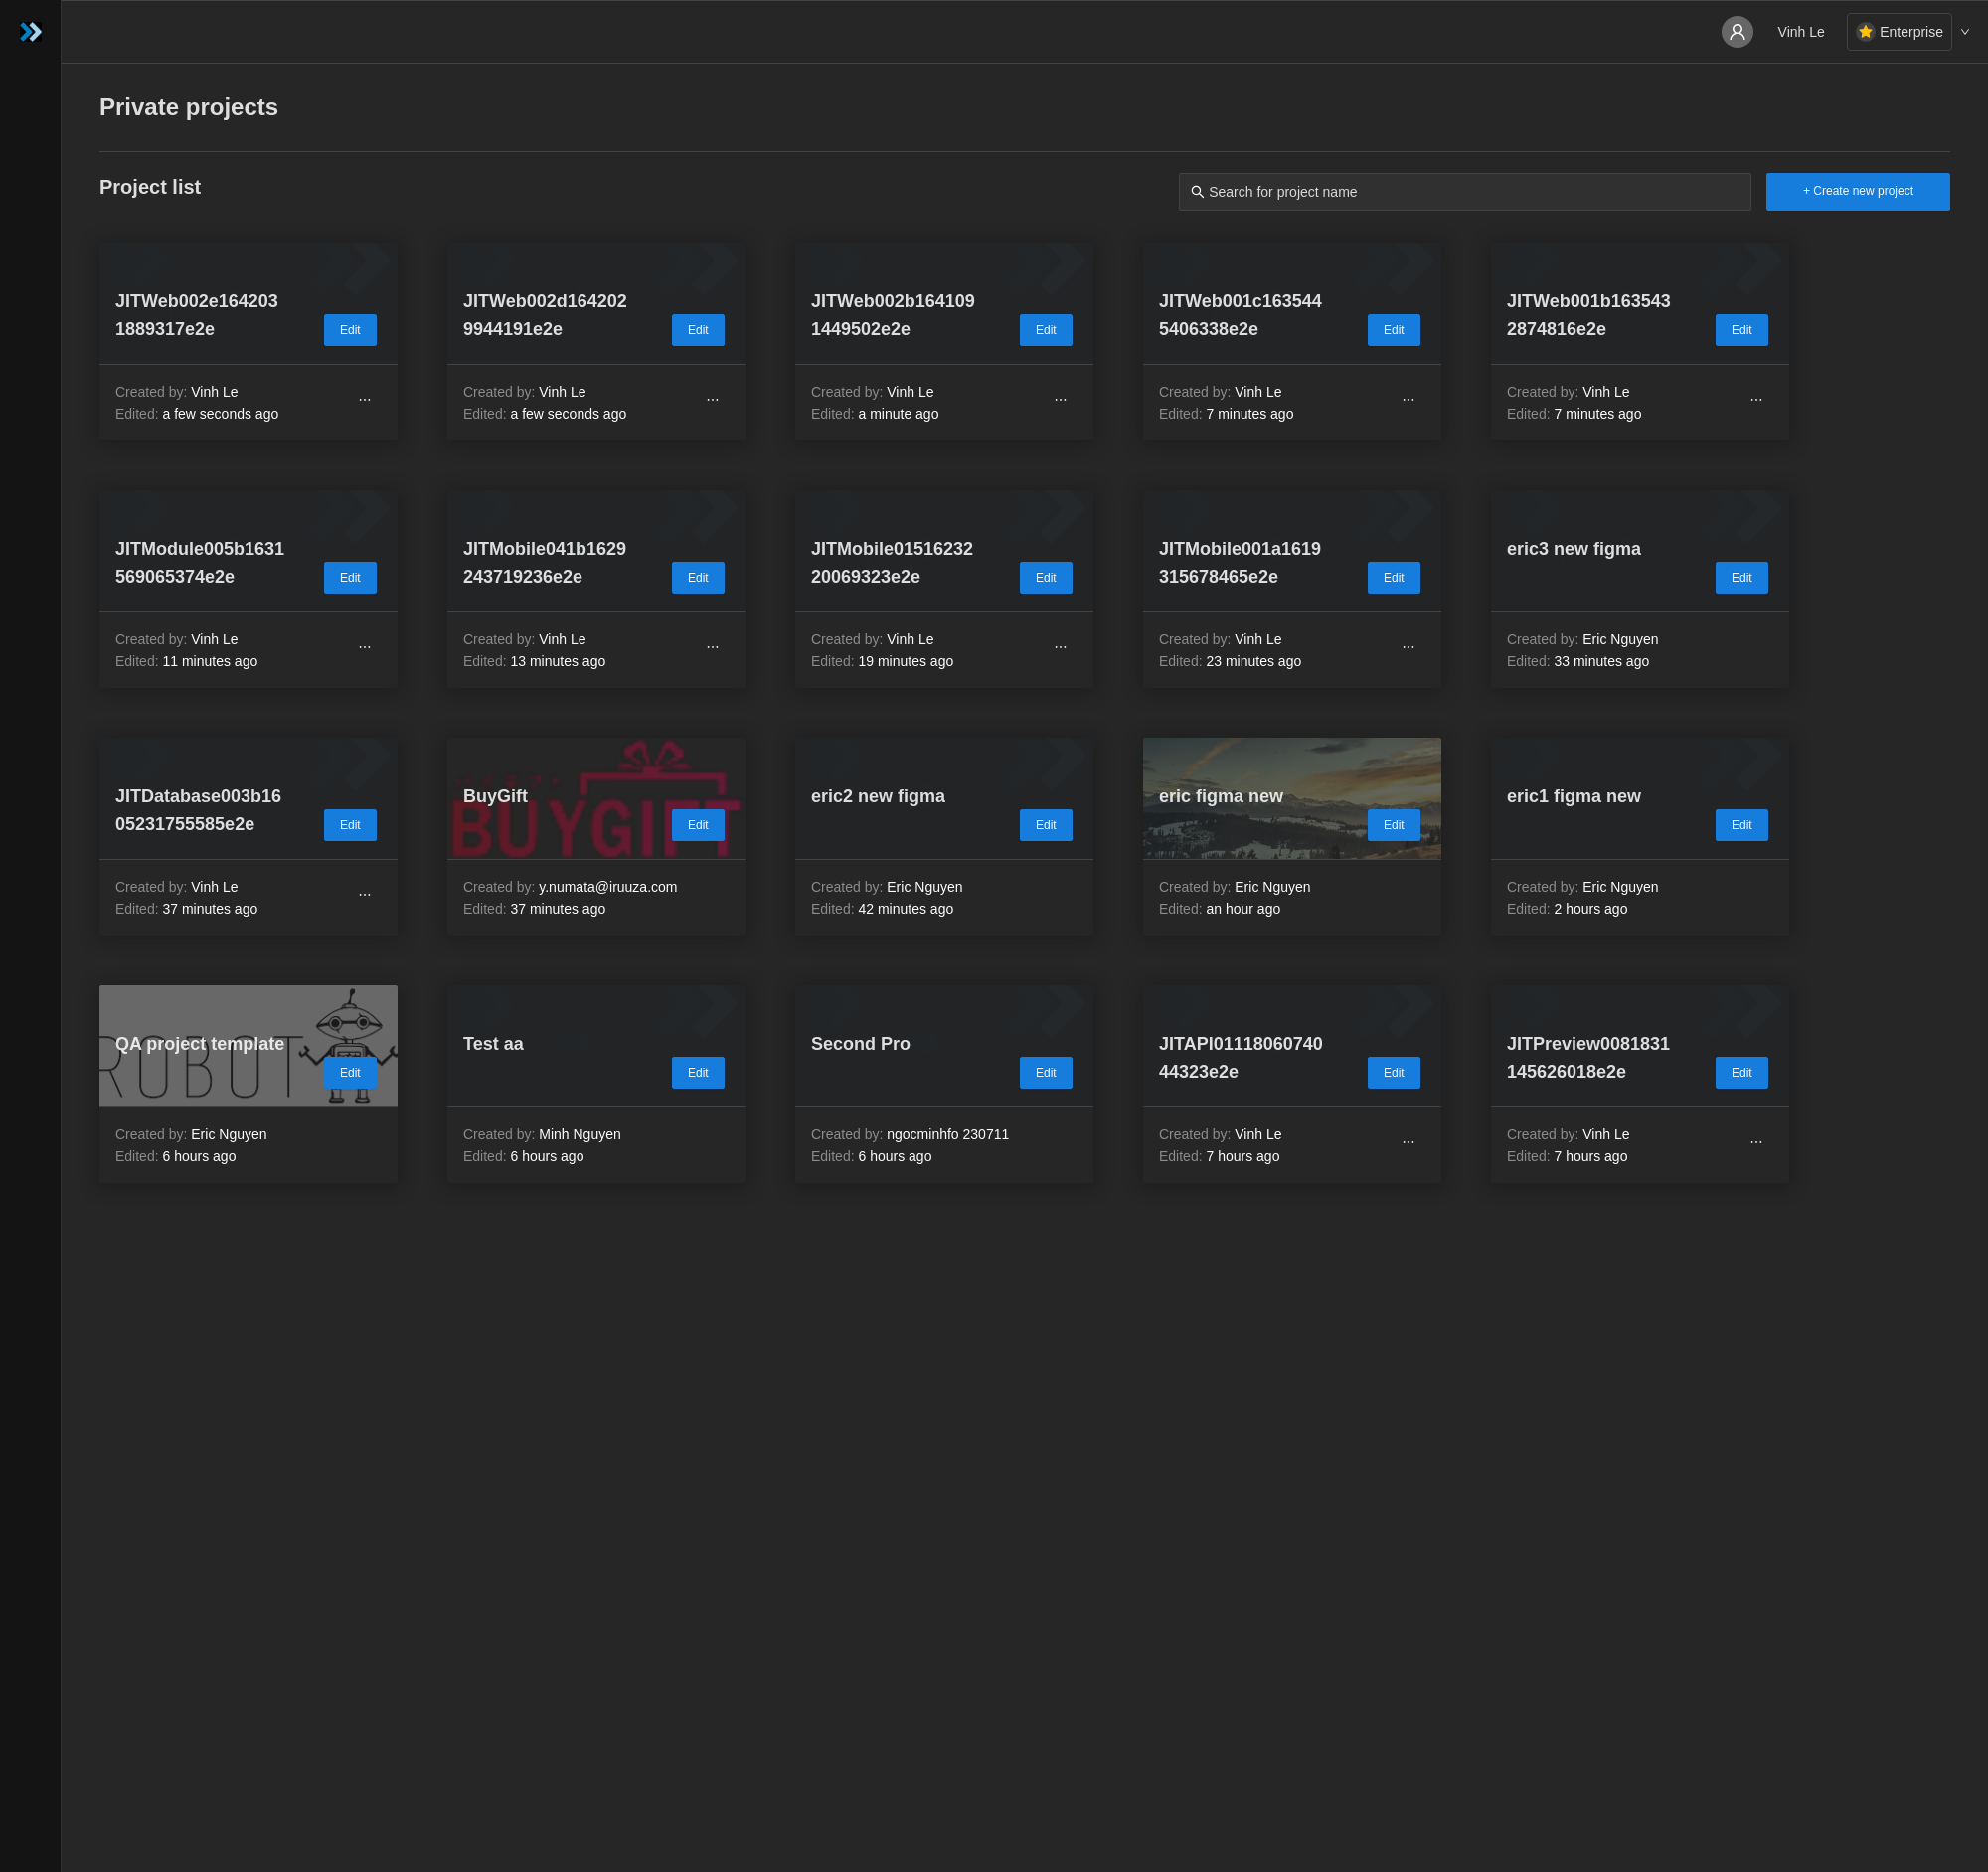 Vinh Le
Enterprise
Private projects
Project list
Search for project name
+ Create new project
JITWeb002e164203
1889317e2e
Edit
Created by: Vinh Le
...
Edited: a few seconds ago
JITWeb002d164202
9944191e2e
Edit
Created by: Vinh Le
...
Edited: a few seconds ago
JITWeb002b164109
1449502e2e
Edit
Created by: Vinh Le
...
Edited: a minute ago
JITWeb001c163544
5406338e2e
Edit
Created by: Vinh Le
...
Edited: 7 minutes ago
JITWeb001b163543
2874816e2e
Edit
Created by: Vinh Le
...
Edited: 7 minutes ago
JITModule005b1631
569065374e2e
Edit
Created by: Vinh Le
...
Edited: 11 minutes ago
JITMobile041b1629
243719236e2e
Edit
Created by: Vinh Le
...
Edited: 13 minutes ago
JITMobile01516232
20069323e2e
Edit
Created by: Vinh Le
...
Edited: 19 minutes ago
JITMobile001a1619
315678465e2e
Edit
Created by: Vinh Le
...
Edited: 23 minutes ago
eric3 new figma
Edit
Created by: Eric Nguyen
Edited: 33 minutes ago
JITDatabase003b16
05231755585e2e
Edit
Created by: Vinh Le
...
Edited: 37 minutes ago
BuyGift
BUYGIFT
Edit
Created by: y.numata@iruuza.com
Edited: 37 minutes ago
eric2 new figma
Edit
Created by: Eric Nguyen
Edited: 42 minutes ago
eric figma new
Edit
Created by: Eric Nguyen
Edited: an hour ago
eric1 figma new
Edit
Created by: Eric Nguyen
Edited: 2 hours ago
QA project template
ROBOT
Edit
Created by: Eric Nguyen
Edited: 6 hours ago
Test aa
Edit
Created by: Minh Nguyen
Edited: 6 hours ago
Second Pro
Edit
Created by: ngocminhfo 230711
Edited: 6 hours ago
JITAPI01118060740
44323e2e
Edit
Created by: Vinh Le
...
Edited: 7 hours ago
JITPreview0081831
145626018e2e
Edit
Created by: Vinh Le
...
Edited: 7 hours ago